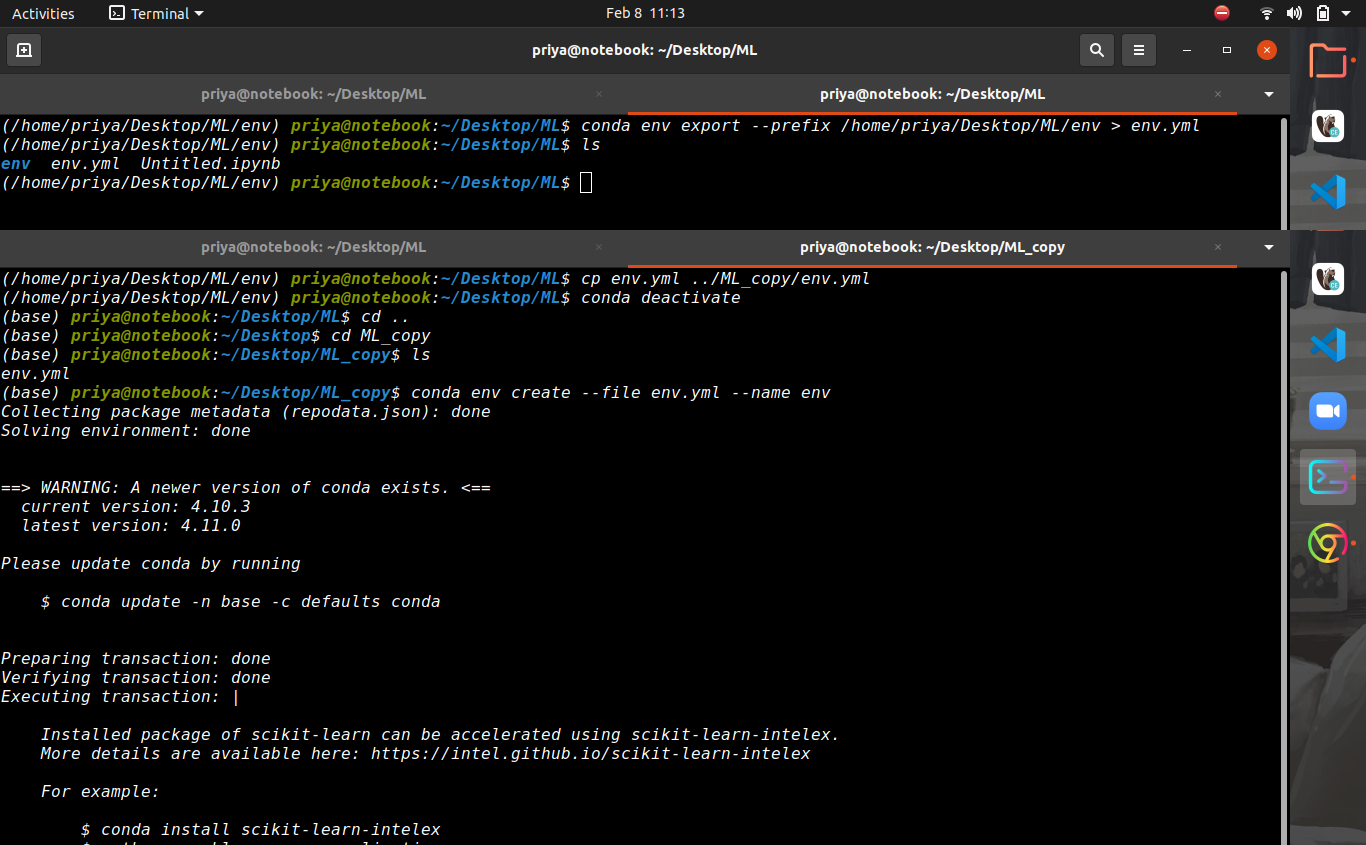 Activities Terminal Feb 8 11:13
priya@notebook: ~/Desktop/ML
priya@notebook: ~/Desktop/ML × priya@notebook: ~/Desktop/ML ×
(/home/priya/Desktop/ML/env) priya@notebook:~/Desktop/ML$ conda env export --prefix /home/priya/Desktop/ML/env > env.yml
(/home/priya/Desktop/ML/env) priya@notebook:~/Desktop/ML$ ls
env env.yml Untitled.ipynb
(/home/priya/Desktop/ML/env) priya@notebook:~/Desktop/ML$
priya@notebook: ~/Desktop/ML × priya@notebook: ~/Desktop/ML_copy ×
(/home/priya/Desktop/ML/env) priya@notebook:~/Desktop/ML$ cp env.yml ../ML_copy/env.yml
(/home/priya/Desktop/ML/env) priya@notebook:~/Desktop/ML$ conda deactivate
(base) priya@notebook:~/Desktop/ML$ cd ..
(base) priya@notebook:~/Desktop$ cd ML_copy
(base) priya@notebook:~/Desktop/ML_copy$ ls
env.yml
(base) priya@notebook:~/Desktop/ML_copy$ conda env create --file env.yml --name env
Collecting package metadata (repodata.json): done
Solving environment: done
==> WARNING: A newer version of conda exists. <==
current version: 4.10.3
latest version: 4.11.0
Please update conda by running
$ conda update -n base -c defaults conda
Preparing transaction: done
Verifying transaction: done
Executing transaction: |
Installed package of scikit-learn can be accelerated using scikit-learn-intelex.
More details are available here: https://intel.github.io/scikit-learn-intelex
For example:
$ conda install scikit-learn-intelex